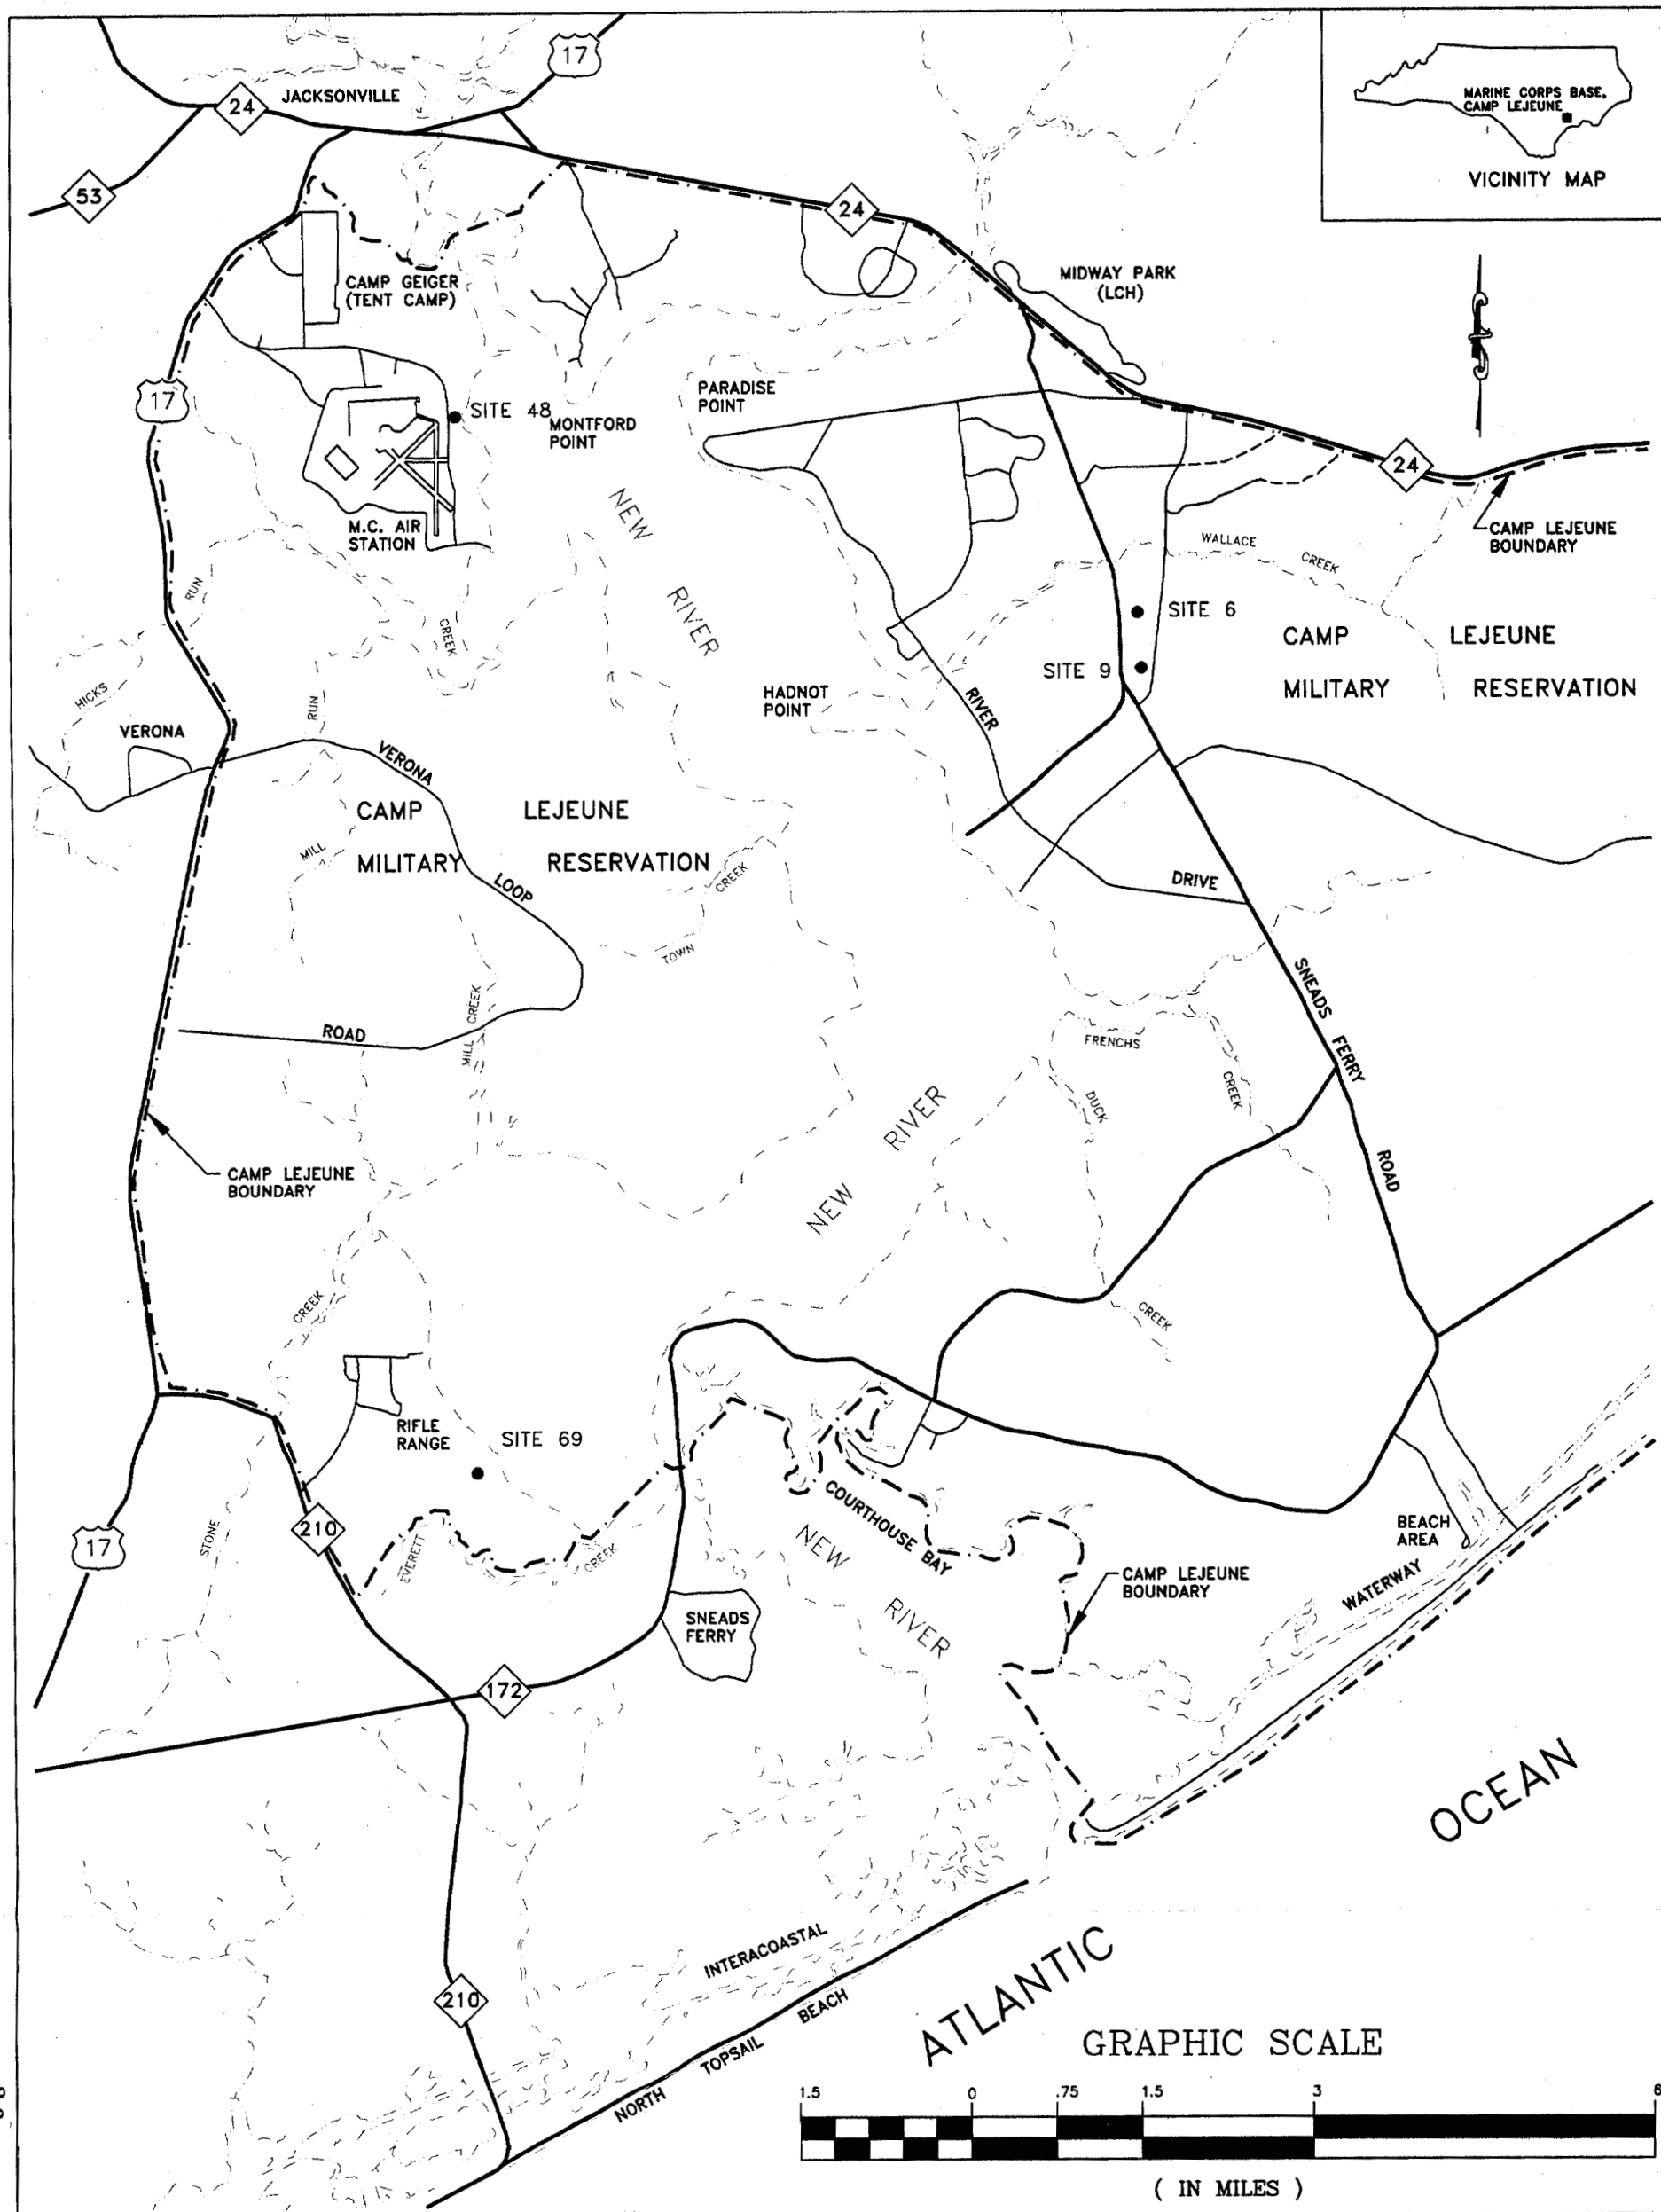 17
JACKSONVILLE
24
53
MARINE CORPS BASE,
CAMP LEJEUNE
VICINITY MAP
24
CAMP GEIGER
(TENT CAMP)
MIDWAY PARK
(LCH)
17
SITE 48
MONTFORD
POINT
PARADISE
POINT
24
M.C. AIR
STATION
NEW
RIVER
CAMP LEJEUNE
BOUNDARY
WALLACE
CREEK
RUN
CREEK
SITE 6
CAMP LEJEUNE
MILITARY RESERVATION
SITE 9
HICKS
RUN
HADNOT
POINT
RIVER
VERONA
VERONA
CAMP LEJEUNE
MILITARY RESERVATION
MILL
LOOP
CREEK
TOWN
DRIVE
SNEADS
FERRY
ROAD
MILL CREEK
ROAD
FRENCHS
CREEK
DUCK
RIVER
NEW
CAMP LEJEUNE
BOUNDARY
CREEK
CREEK
RIFLE
RANGE
SITE 69
210
17
STONE
EVERETT
CREEK
COURTHOUSE BAY
NEW
RIVER
BEACH
AREA
CAMP LEJEUNE
BOUNDARY
WATERWAY
SNEADS
FERRY
172
OCEAN
INTERACOASTAL
210
ATLANTIC
NORTH TOPSAIL BEACH
GRAPHIC SCALE
1.5 0 .75 1.5 3 6
( IN MILES )